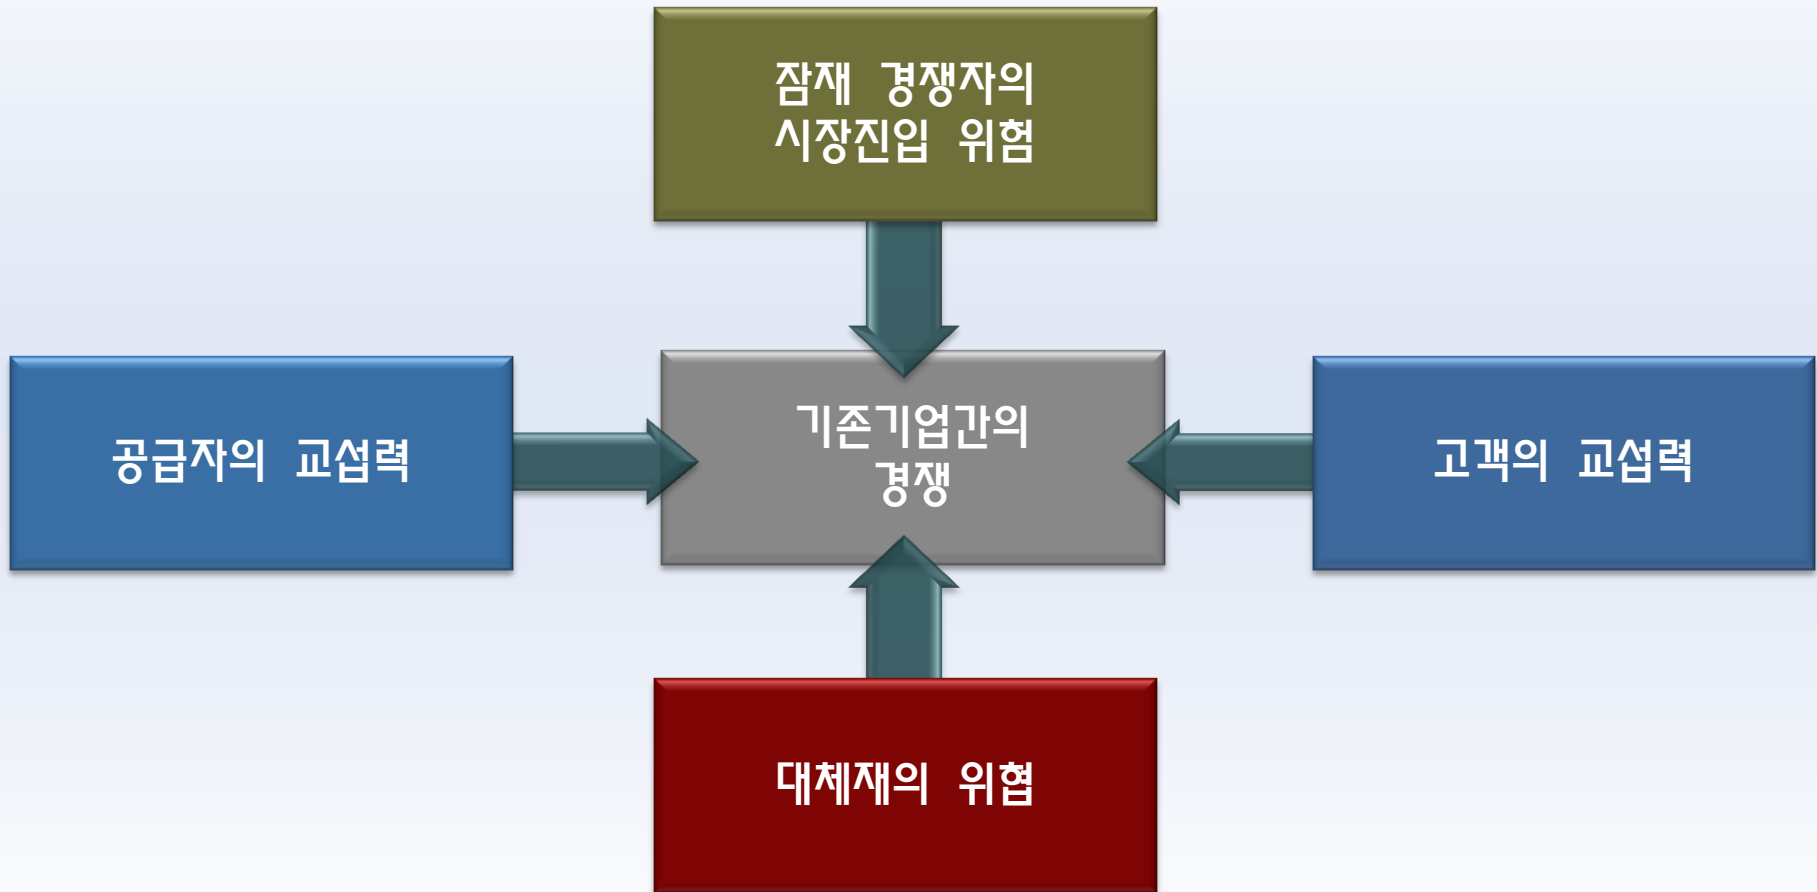 잠재 경쟁자의
시장진입 위험
공급자의 교섭력
기존기업간의
경쟁
고객의 교섭력
대체재의 위협